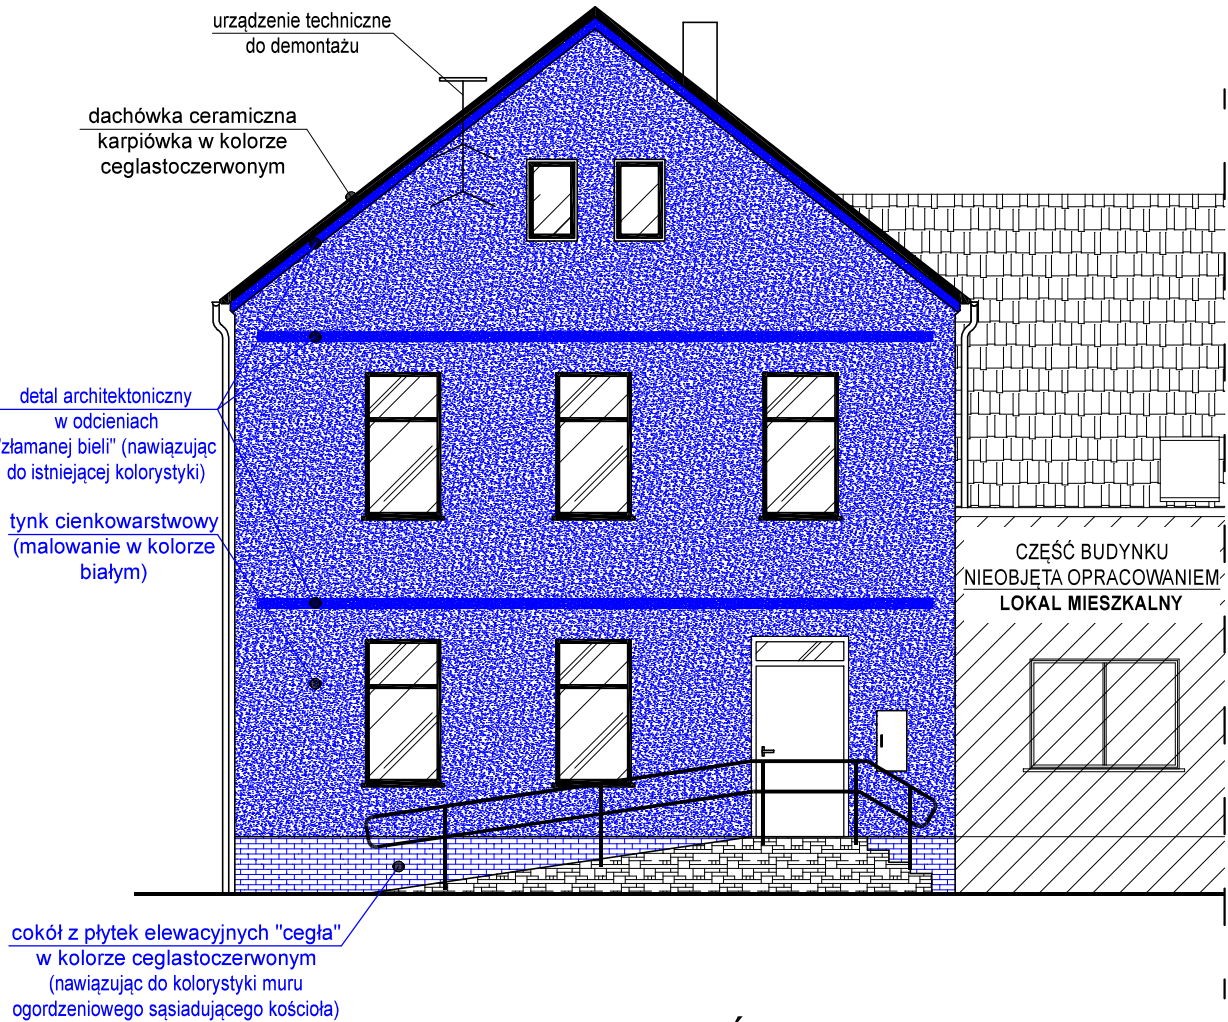 urządzenie techniczne
do demontażu
dachówka ceramiczna
karpiówka w kolorze
ceglastoczerwonym
detal architektoniczny
w odcieniach
"złamanej bieli" (nawiązując
do istniejącej kolorystyki)
tynk cienkowarstwowy
(malowanie w kolorze
białym)
CZĘŚĆ BUDYNKU
NIEOBJĘTA OPRACOWANIEM
LOKAL MIESZKALNY
cokół z płytek elewacyjnych "cegła"
w kolorze ceglastoczerwonym
(nawiązując do kolorystyki muru
ogordzeniowego sąsiadującego kościoła)